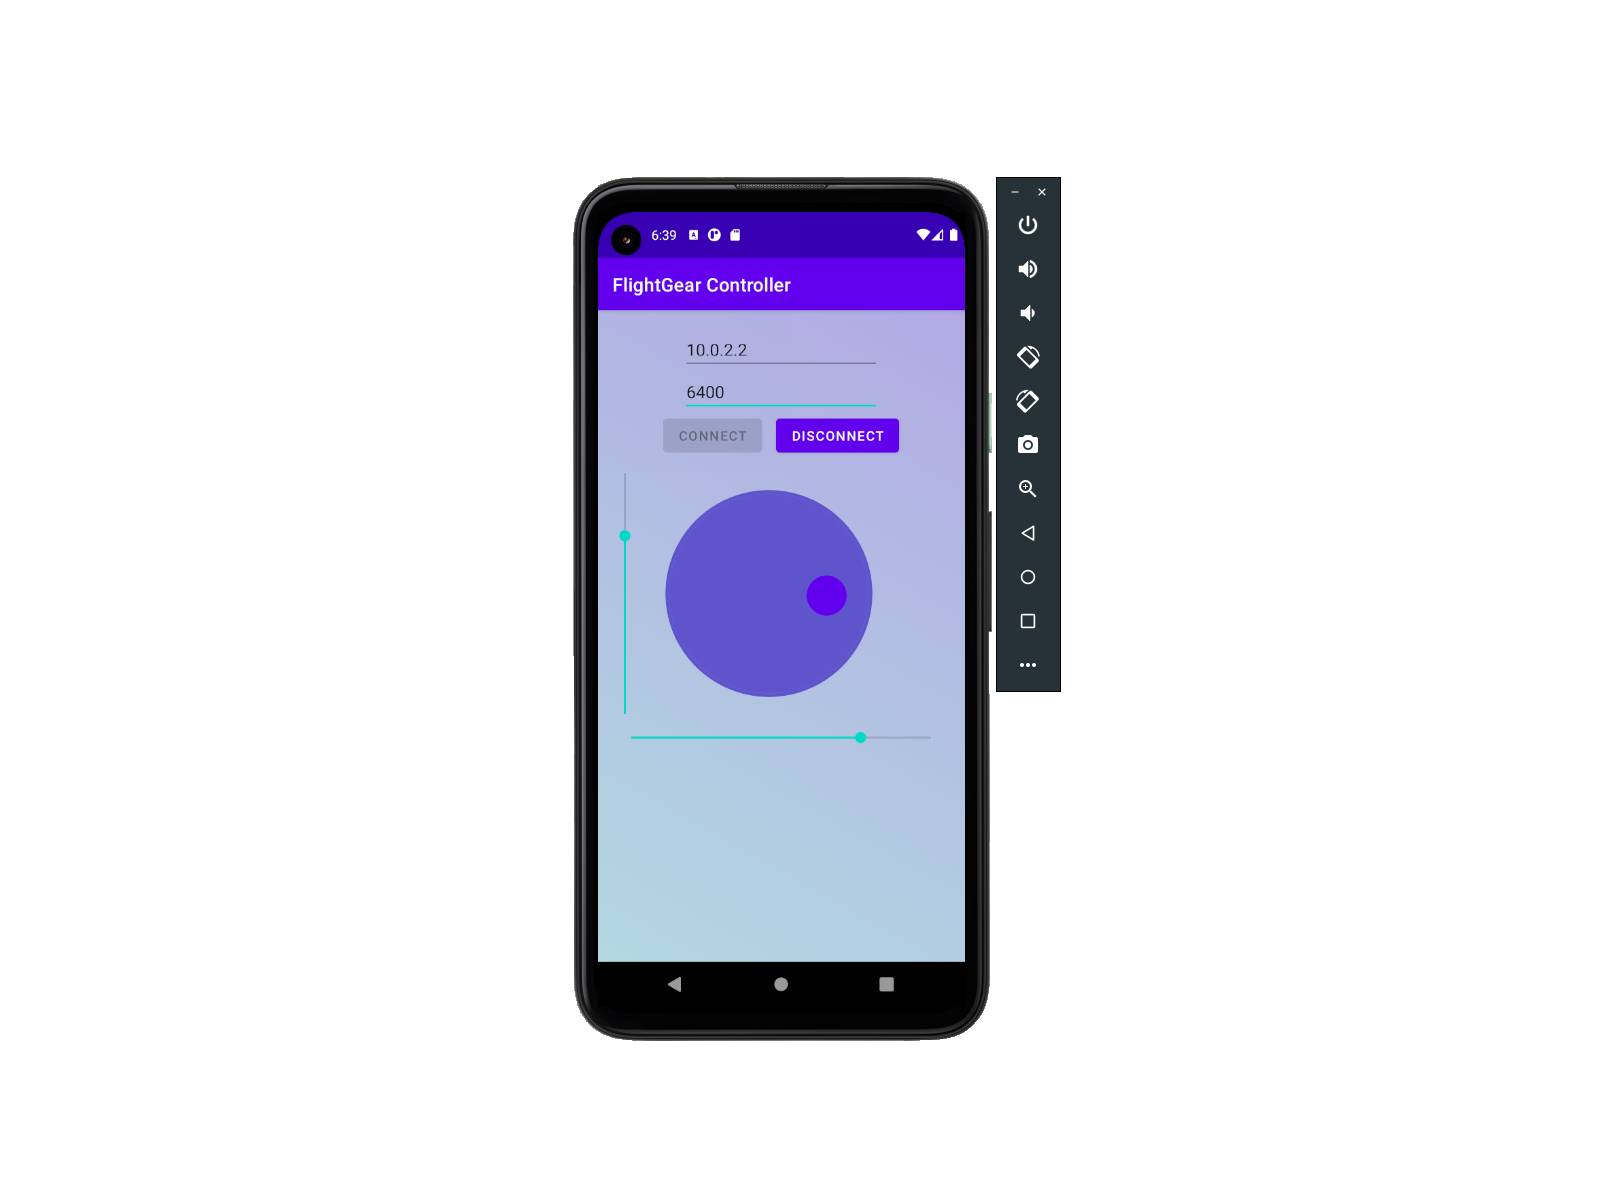 6:39
FlightGear Controller
10.0.2.2
6400
CONNECT DISCONNECT